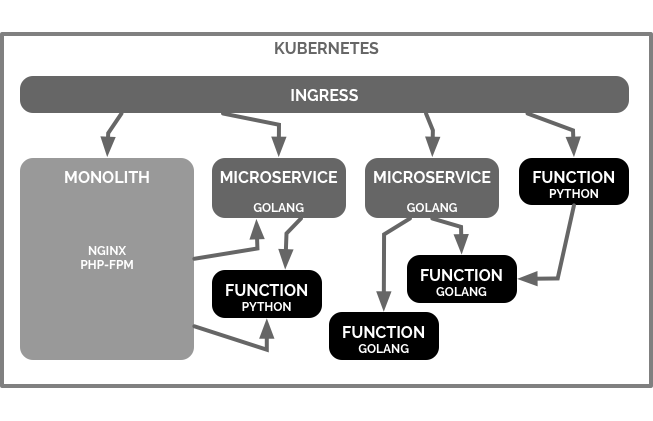 KUBERNETES
INGRESS
MONOLITH
NGINX
PHP-FPM
MICROSERVICE
GOLANG
MICROSERVICE
GOLANG
FUNCTION
PYTHON
FUNCTION
PYTHON
FUNCTION
GOLANG
FUNCTION
GOLANG